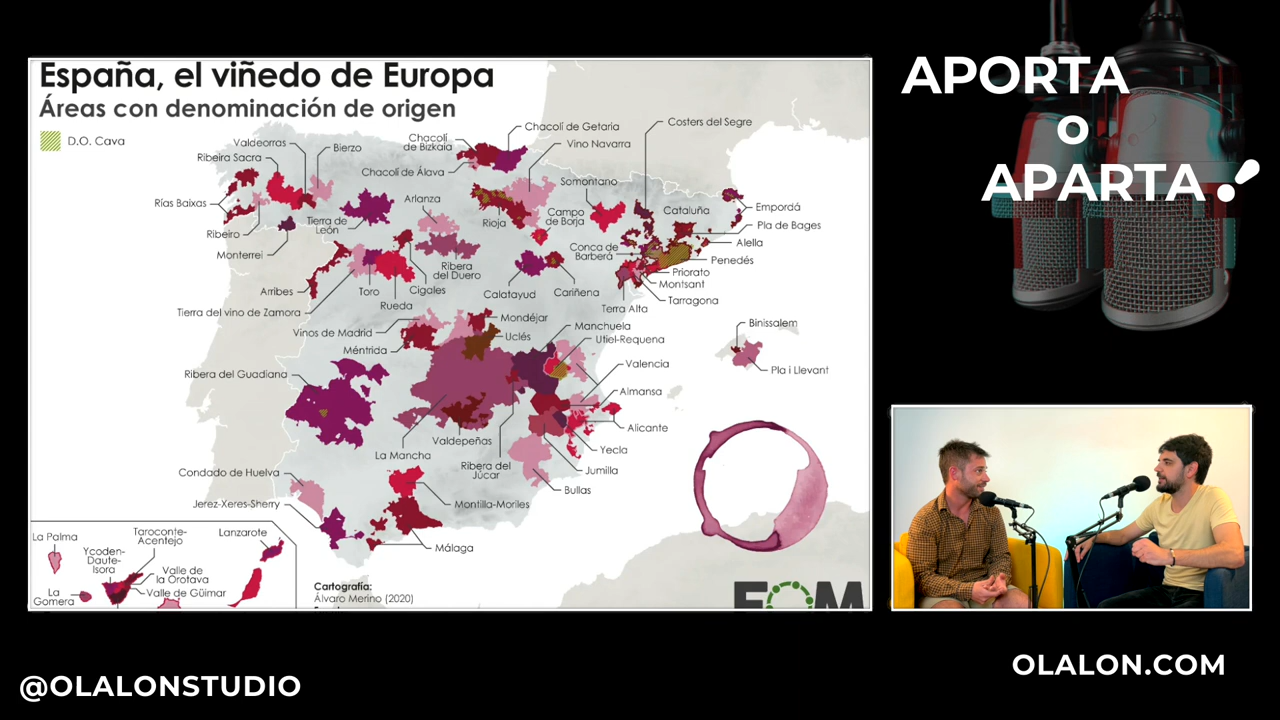 España, el viñedo de Europa
Áreas con denominación de origen
D.O. Cava
Valdeorras
Bierzo
Ribeira Sacra
Rías Baixas
Ribeiro
Monterrei
Tierra de
León
Chacolí
de Bizkaia
Chacolí de Getaria
Chacolí de Álava
Vino Navarra
Costers del Segre
Arlanza
Rioja
Somontano
Campo
de Borja
Cataluña
Empordá
Pla de Bages
Alella
Conca de
Barberá
Penedés
Priorato
Montsant
Tarragona
Terra Alta
Arribes
Toro
Cigales
Rueda
Ribera
del Duero
Calatayud
Cariñena
Tierra del vino de Zamora
Vinos de Madrid
Mondéjar
Méntrida
Uclés
Manchuela
Utiel-Requena
Binissalem
Pla i Llevant
Valencia
Ribera del Guadiana
Almansa
Alicante
Valdepeñas
La Mancha
Ribera del
Júcar
Yecla
Jumilla
Bullas
Condado de Huelva
Jerez-Xeres-Sherry
Montilla-Moriles
Málaga
La Palma
Taroconte-
Acentejo
Lanzarote
Ycoden-
Daute-
Isora
Valle de
la Orotava
Valle de Güimar
La
Gomera
Cartografía:
Álvaro Merino (2020)
EOM
APORTA
o
APARTA!
@OLALONSTUDIO
OLALON.COM